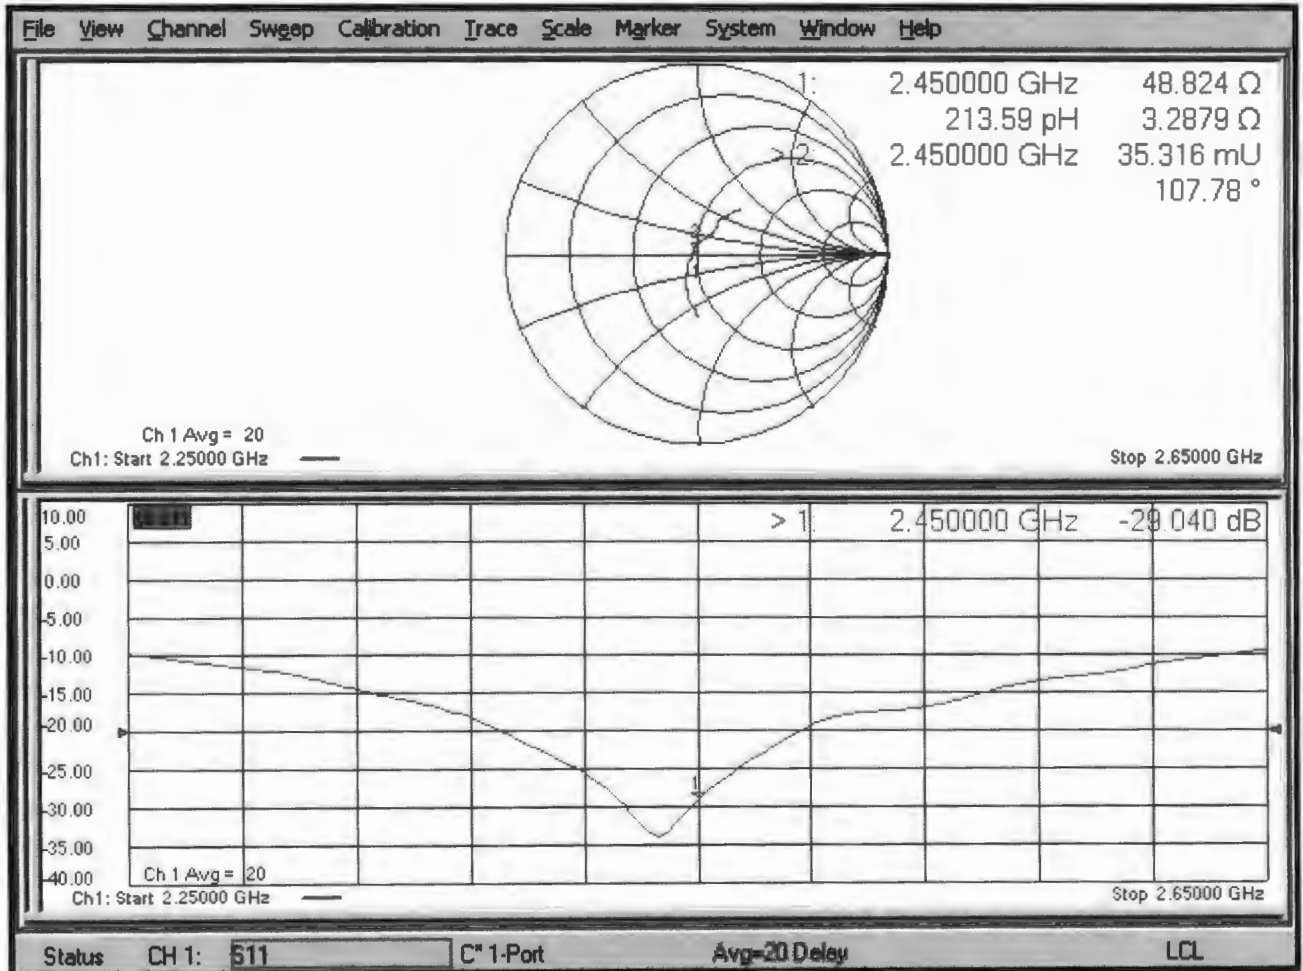 File View Channel Sweep Calibration Trace Scale Marker System Window Help
1: 2.450000 GHz 48.824 Ω
213.59 pH 3.2879 Ω
> 2: 2.450000 GHz 35.316 mU
107.78 °
Ch 1 Avg = 20
Ch1: Start 2.25000 GHz Stop 2.65000 GHz
10.00
> 1: 2.450000 GHz -29.040 dB
5.00
0.00
-5.00
-10.00
-15.00
-20.00
-25.00
1
-30.00
-35.00
-40.00
Ch 1 Avg = 20
Ch1: Start 2.25000 GHz Stop 2.65000 GHz
Status CH 1: S11 C* 1-Port Avg=20 Delay LCL